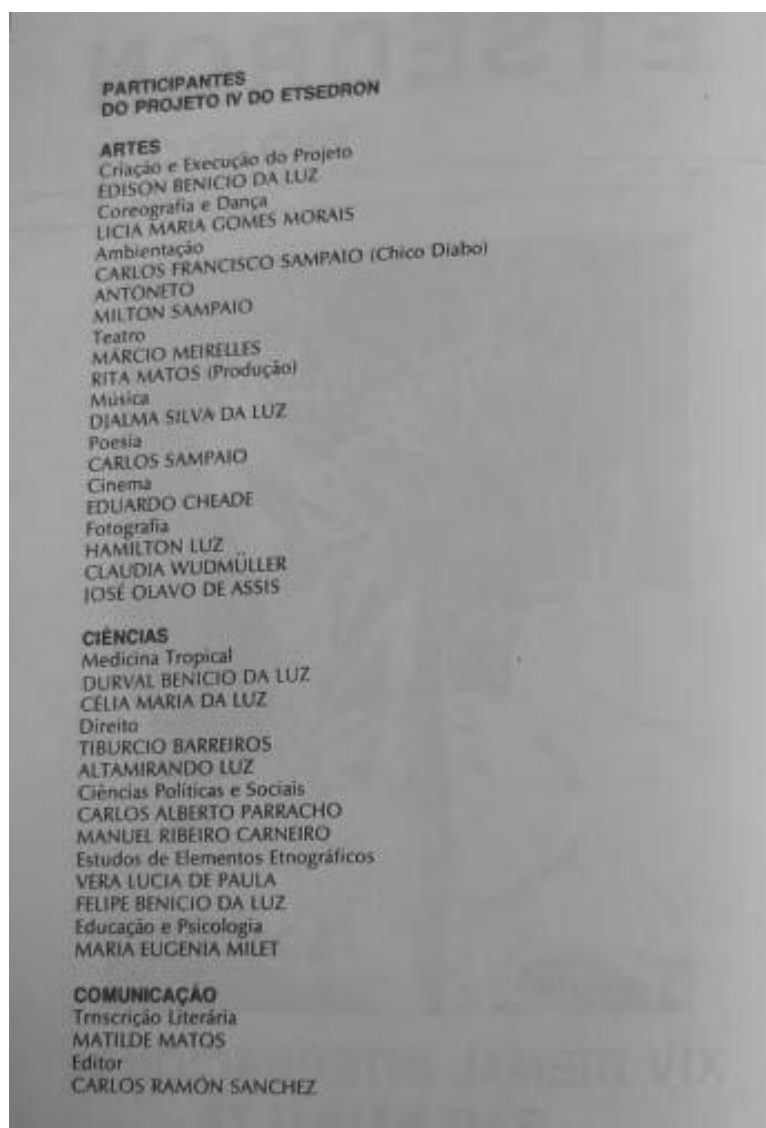 PARTICIPANTES
DO PROJETO IV DO ETSEDRON
ARTES
Criação e Execução do Projeto
EDISON BENICIO DA LUZ
Coreografia e Dança
LICIA MARIA GOMES MORAIS
Ambientação
CARLOS FRANCISCO SAMPAIO (Chico Diabo)
ANTONETO
MILTON SAMPAIO
Teatro
MÁRCIO MEIRELLES
RITA MATOS (Produção)
Música
DJALMA SILVA DA LUZ
Poesia
CARLOS SAMPAIO
Cinema
EDUARDO CHEADE
Fotografia
HAMILTON LUZ
CLAUDIA WUDMÜLLER
JOSÉ OLAVO DE ASSIS
CIÊNCIAS
Medicina Tropical
DURVAL BENICIO DA LUZ
CÉLIA MARIA DA LUZ
Direito
TIBURCIO BARREIROS
ALTAMIRANDO LUZ
Ciências Políticas e Sociais
CARLOS ALBERTO PARRACHO
MANUEL RIBEIRO CARNEIRO
Estudos de Elementos Etnográficos
VERA LUCIA DE PAULA
FELIPE BENICIO DA LUZ
Educação e Psicologia
MARIA EUGENIA MILET
COMUNICAÇÃO
Trnscrição Literária
MATILDE MATOS
Editor
CARLOS RAMÓN SANCHEZ